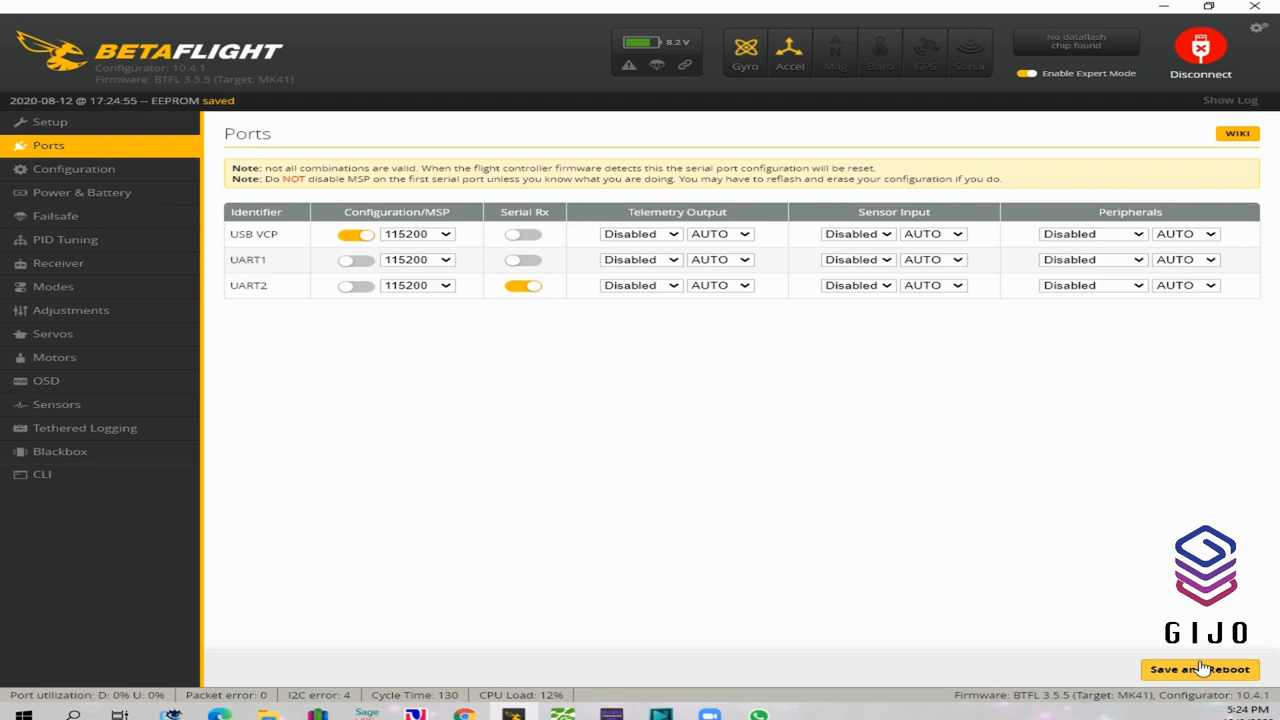 BETAFLIGHT
Configurator: 10.4.1
Firmware: BTFL 3.5.5 (Target: MK41)
8.2 V
Gyro Accel Mag Baro GPS Sonar
No dataflash
chip found
Enable Expert Mode
Disconnect
2020-08-12 @ 17:24:55 -- EEPROM saved
Show Log
Setup
Ports
Configuration
Power & Battery
Failsafe
PID Tuning
Receiver
Modes
Adjustments
Servos
Motors
OSD
Sensors
Tethered Logging
Blackbox
CLI
Ports
WIKI
Note: not all combinations are valid. When the flight controller firmware detects this the serial port configuration will be reset.
Note: Do NOT disable MSP on the first serial port unless you know what you are doing. You may have to reflash and erase your configuration if you do.
Identifier Configuration/MSP Serial Rx Telemetry Output Sensor Input Peripherals
USB VCP 115200 Disabled AUTO Disabled AUTO Disabled AUTO
UART1 115200 Disabled AUTO Disabled AUTO Disabled AUTO
UART2 115200 Disabled AUTO Disabled AUTO Disabled AUTO
GIJO
Save and Reboot
Port utilization: D: 0% U: 0% Packet error: 0 I2C error: 4 Cycle Time: 130 CPU Load: 12% Firmware: BTFL 3.5.5 (Target: MK41), Configurator: 10.4.1
Sage
5:24 PM